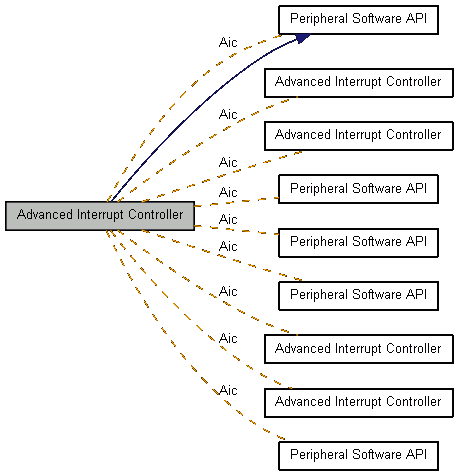 Peripheral Software API
Aic
Advanced Interrupt Controller
Aic
Advanced Interrupt Controller
Aic
Peripheral Software API
Aic
Advanced Interrupt Controller
Aic
Peripheral Software API
Aic
Peripheral Software API
Advanced Interrupt Controller
Aic
Advanced Interrupt Controller
Aic
Peripheral Software API